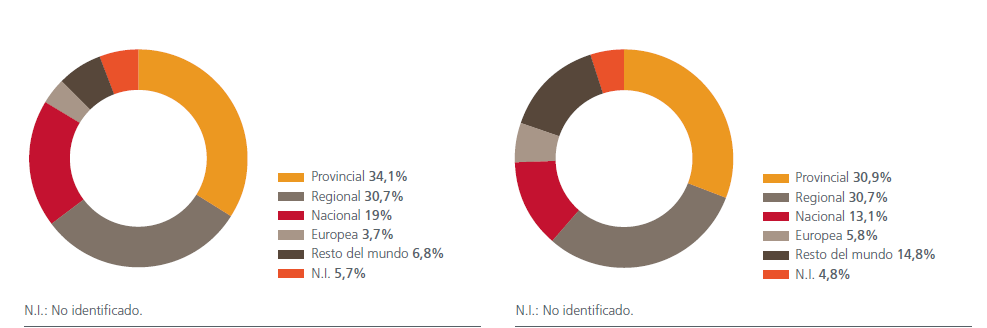 Provincial 34,1%
Regional 30,7%
Nacional 19%
Europea 3,7%
Resto del mundo 6,8%
N.I. 5,7%
N.I.: No identificado.
Provincial 30,9%
Regional 30,7%
Nacional 13,1%
Europea 5,8%
Resto del mundo 14,8%
N.I. 4,8%
N.I.: No identificado.